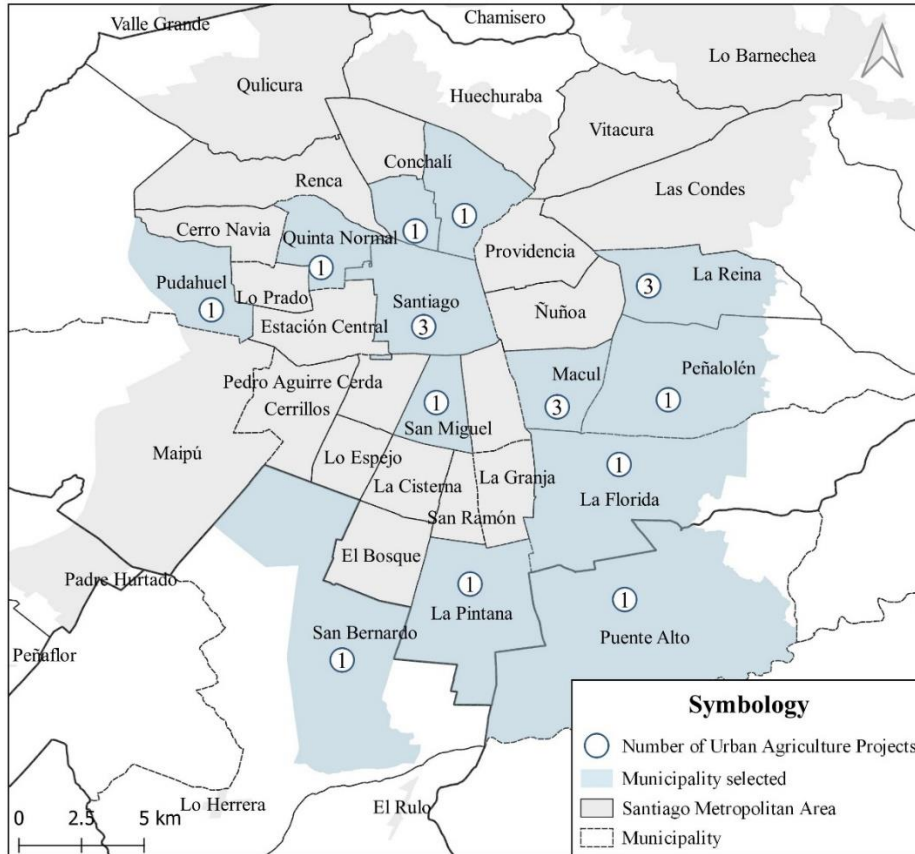 Valle Grande
Chamisero
Lo Barnechea
Qulicura
Huechuraba
Vitacura
Conchalí
Renca
Las Condes
1
1
Cerro Navia
Quinta Normal
Providencia
1
La Reina
3
Pudahuel
1
Lo Prado
Santiago
3
Ñuñoa
Estación Central
Pedro Aguirre Cerda
Macul
3
Peñalolén
1
Cerrillos
1
San Miguel
Maipú
Lo Espejo
La Granja
1
La Florida
La Cisterna
San Ramón
El Bosque
Padre Hurtado
1
La Pintana
1
Puente Alto
San Bernardo
1
Peñaflor
Lo Herrera
El Rulo
0 2.5 5 km
Symbology
Number of Urban Agriculture Projects
Municipality selected
Santiago Metropolitan Area
Municipality